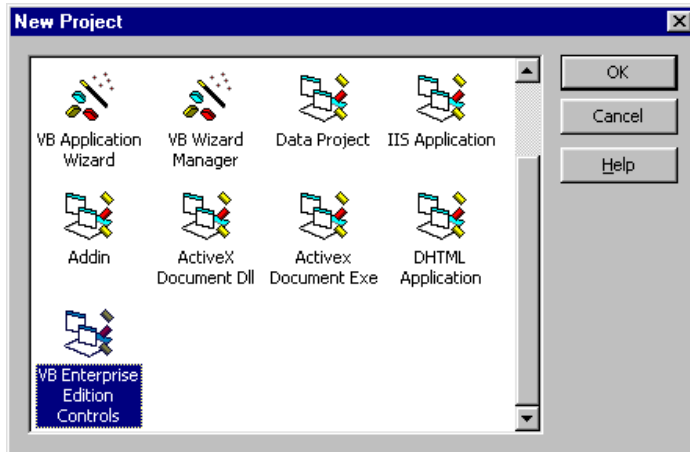 New Project
VB Application Wizard
VB Wizard Manager
Data Project
IIS Application
Addin
ActiveX Document Dll
Activex Document Exe
DHTML Application
VB Enterprise Edition Controls
OK
Cancel
Help